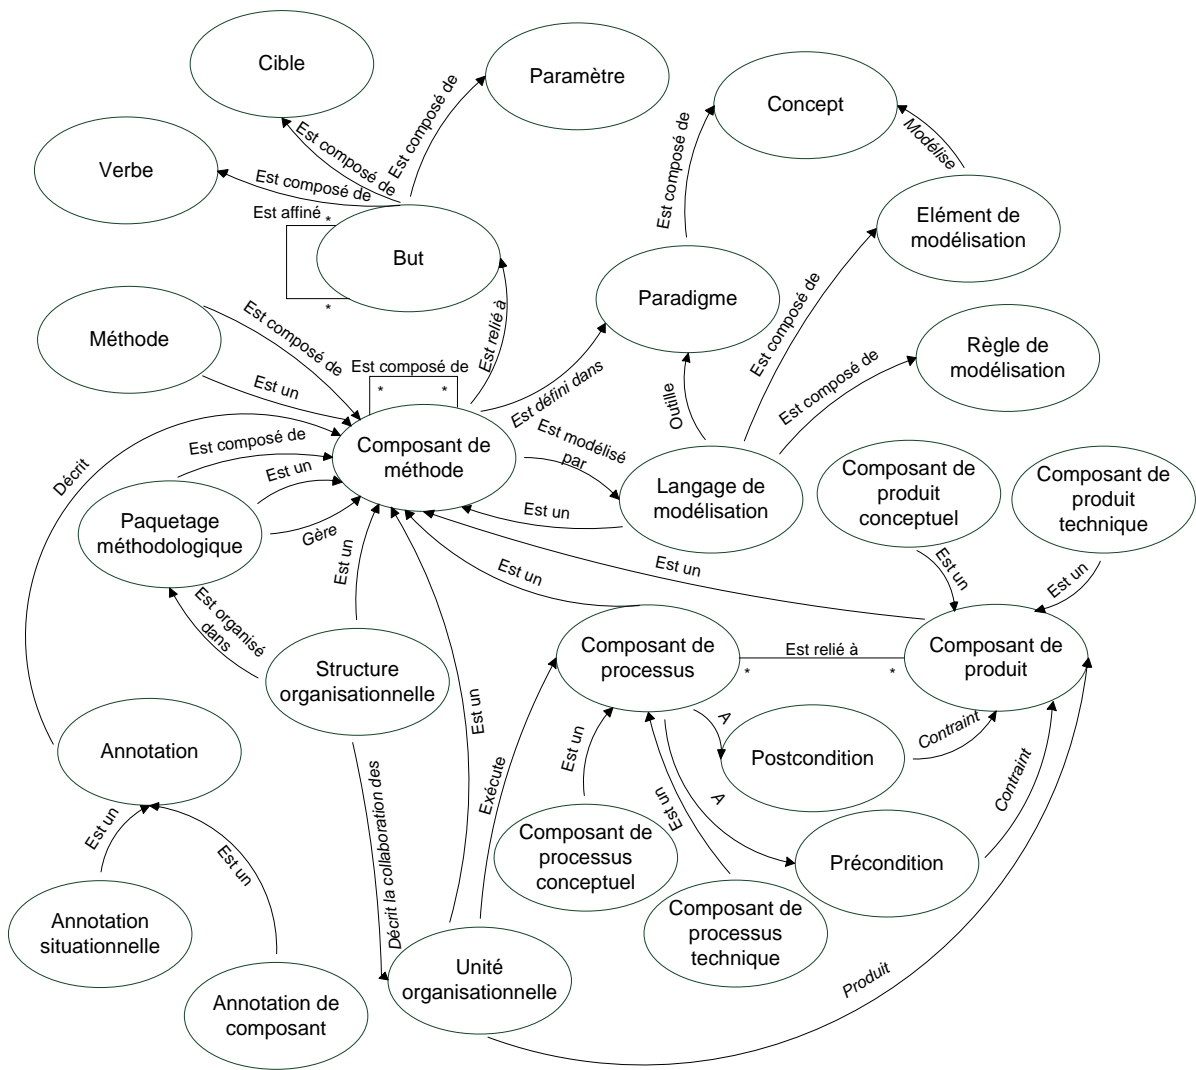 Cible
Paramètre
Concept
Verbe
Est composé de
Est composé de
Est composé de
Est composé de
Modélise
Elément de
modélisation
Est affiné
*
*
But
Paradigme
Méthode
Est composé de
Est un
Est composé de
*
*
Est relié à
Est défini dans
Outille
Est composé de
Est composé de
Règle de
modélisation
Décrit
Est composé de
Est un
Gère
Composant de
méthode
Est modélisé
par
Est un
Langage de
modélisation
Composant de
produit
conceptuel
Composant de
produit
technique
Paquetage
méthodologique
Est organisé
dans
Est un
Est un
Est un
Est un
Est un
Structure
organisationnelle
Composant de
processus
Est relié à
*
*
Composant de
produit
Est un
Annotation
Décrit la collaboration des
Exécute
Est un
Est un
A
A
Postcondition
Contraint
Contraint
Précondition
Est un
Est un
Composant de
processus
conceptuel
Composant de
processus
technique
Annotation
situationnelle
Annotation de
composant
Unité
organisationnelle
Produit